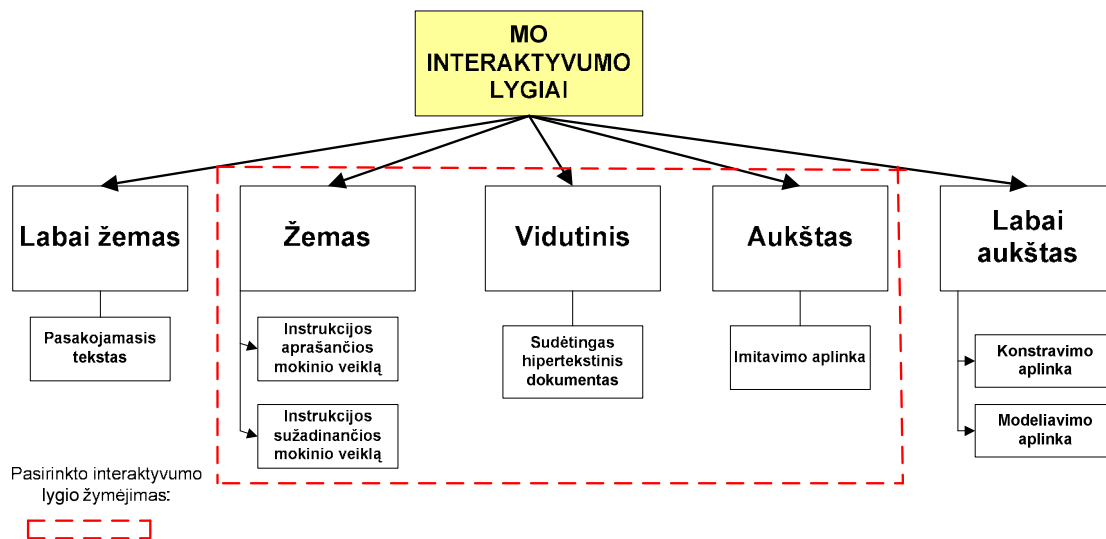 MO
INTERAKTYVUMO
LYGIAI
Labai žemas
Žemas
Vidutinis
Aukštas
Labai
aukštas
Pasakojamasis
tekstas
Instrukcijos
aprašančios
mokinio veiklą
Instrukcijos
sužadinančios
mokinio veiklą
Sudėtingas
hipertekstinis
dokumentas
Imitavimo aplinka
Konstravimo
aplinka
Modeliavimo
aplinka
Pasirinkto interaktyvumo
lygio žymėjimas: